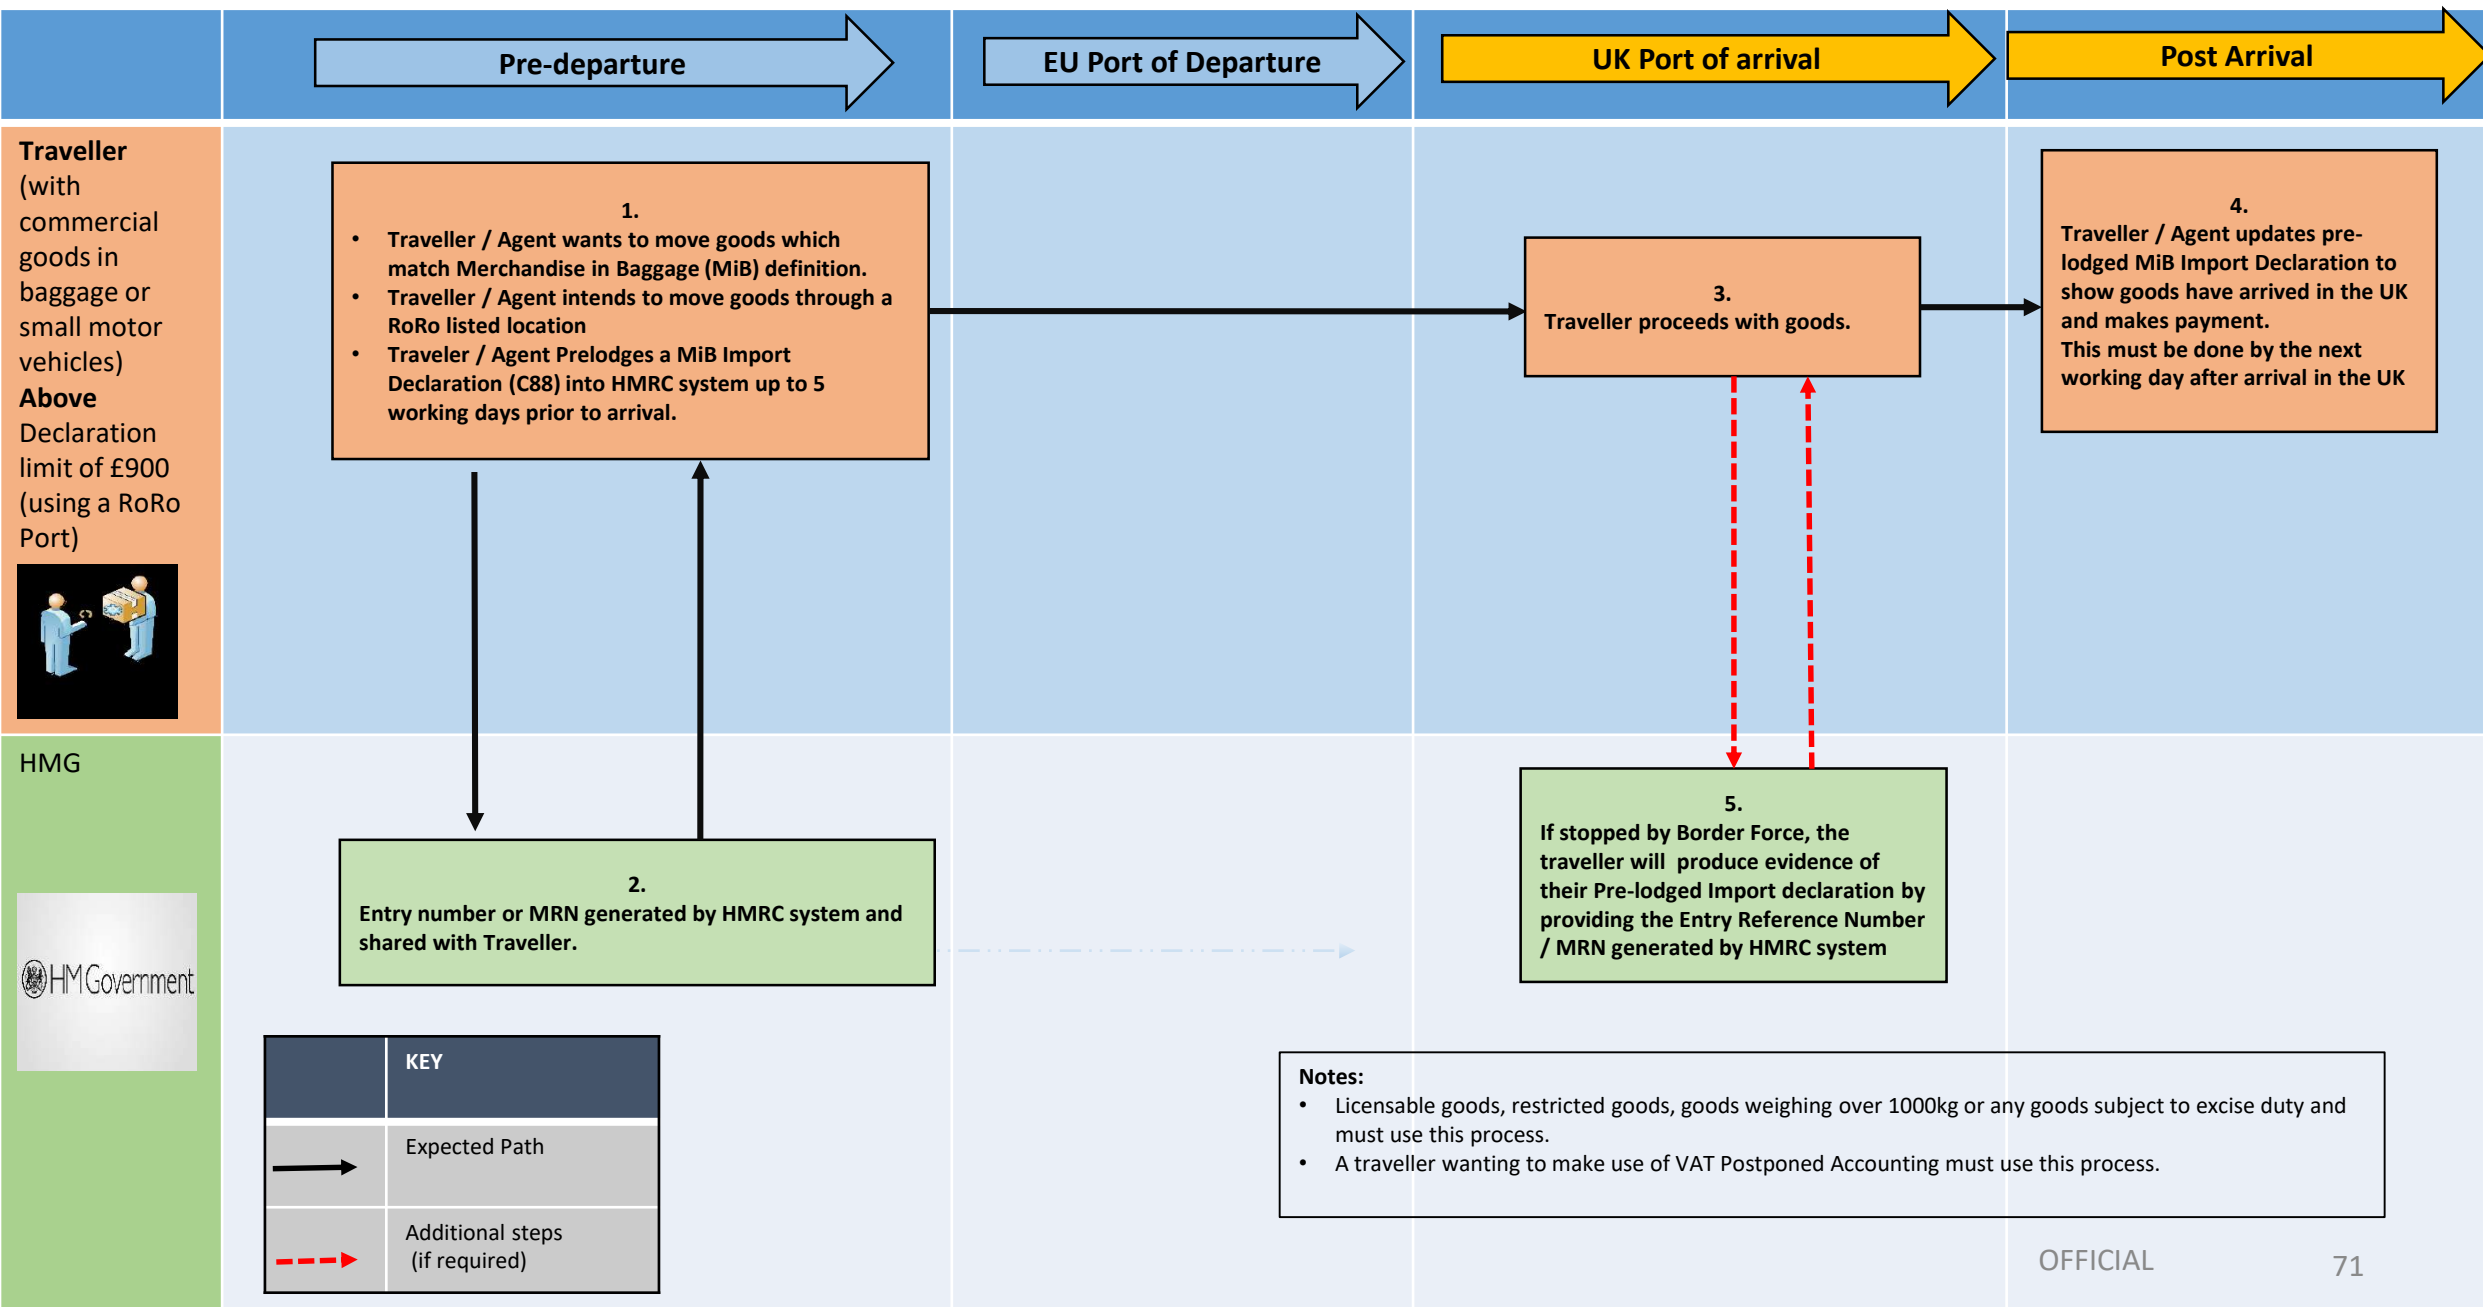 Pre-departure
EU Port of Departure
UK Port of arrival
Post Arrival
Traveller
(with
commercial
goods in
baggage or
small motor
vehicles)
Above
Declaration
limit of £900
(using a RoRo
Port)
1.
• Traveller / Agent wants to move goods which
match Merchandise in Baggage (MiB) definition.
• Traveller / Agent intends to move goods through a
RoRo listed location
• Traveler / Agent Prelodges a MiB Import
Declaration (C88) into HMRC system up to 5
working days prior to arrival.
3.
Traveller proceeds with goods.
4.
Traveller / Agent updates pre-
lodged MiB Import Declaration to
show goods have arrived in the UK
and makes payment.
This must be done by the next
working day after arrival in the UK
HMG
HM Government
2.
Entry number or MRN generated by HMRC system and
shared with Traveller.
5.
If stopped by Border Force, the
traveller will produce evidence of
their Pre-lodged Import declaration by
providing the Entry Reference Number
/ MRN generated by HMRC system
KEY
Expected Path
Additional steps
(if required)
Notes:
• Licensable goods, restricted goods, goods weighing over 1000kg or any goods subject to excise duty and
must use this process.
• A traveller wanting to make use of VAT Postponed Accounting must use this process.
OFFICIAL
71